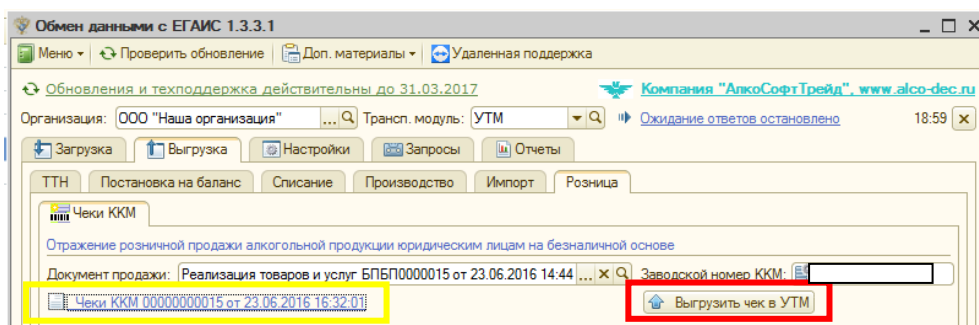 Обмен данными с ЕГАИС 1.3.3.1
Меню Проверить обновление Доп. материалы Удаленная поддержка
Обновления и техподдержка действительны до 31.03.2017 Компания "АлкоСофтТрейд", www.alco-dec.ru
Организация: ООО "Наша организация" ... Трансп. модуль: УТМ Ожидание ответов остановлено 18:59
Загрузка Выгрузка Настройки Запросы Отчеты
ТТН Постановка на баланс Списание Производство Импорт Розница
Чеки ККМ
Отражение розничной продажи алкогольной продукции юридическим лицам на безналичной основе
Документ продажи: Реализация товаров и услуг БПБП0000015 от 23.06.2016 14:44 ... Заводской номер ККМ:
Чеки ККМ 00000000015 от 23.06.2016 16:32:01 Выгрузить чек в УТМ